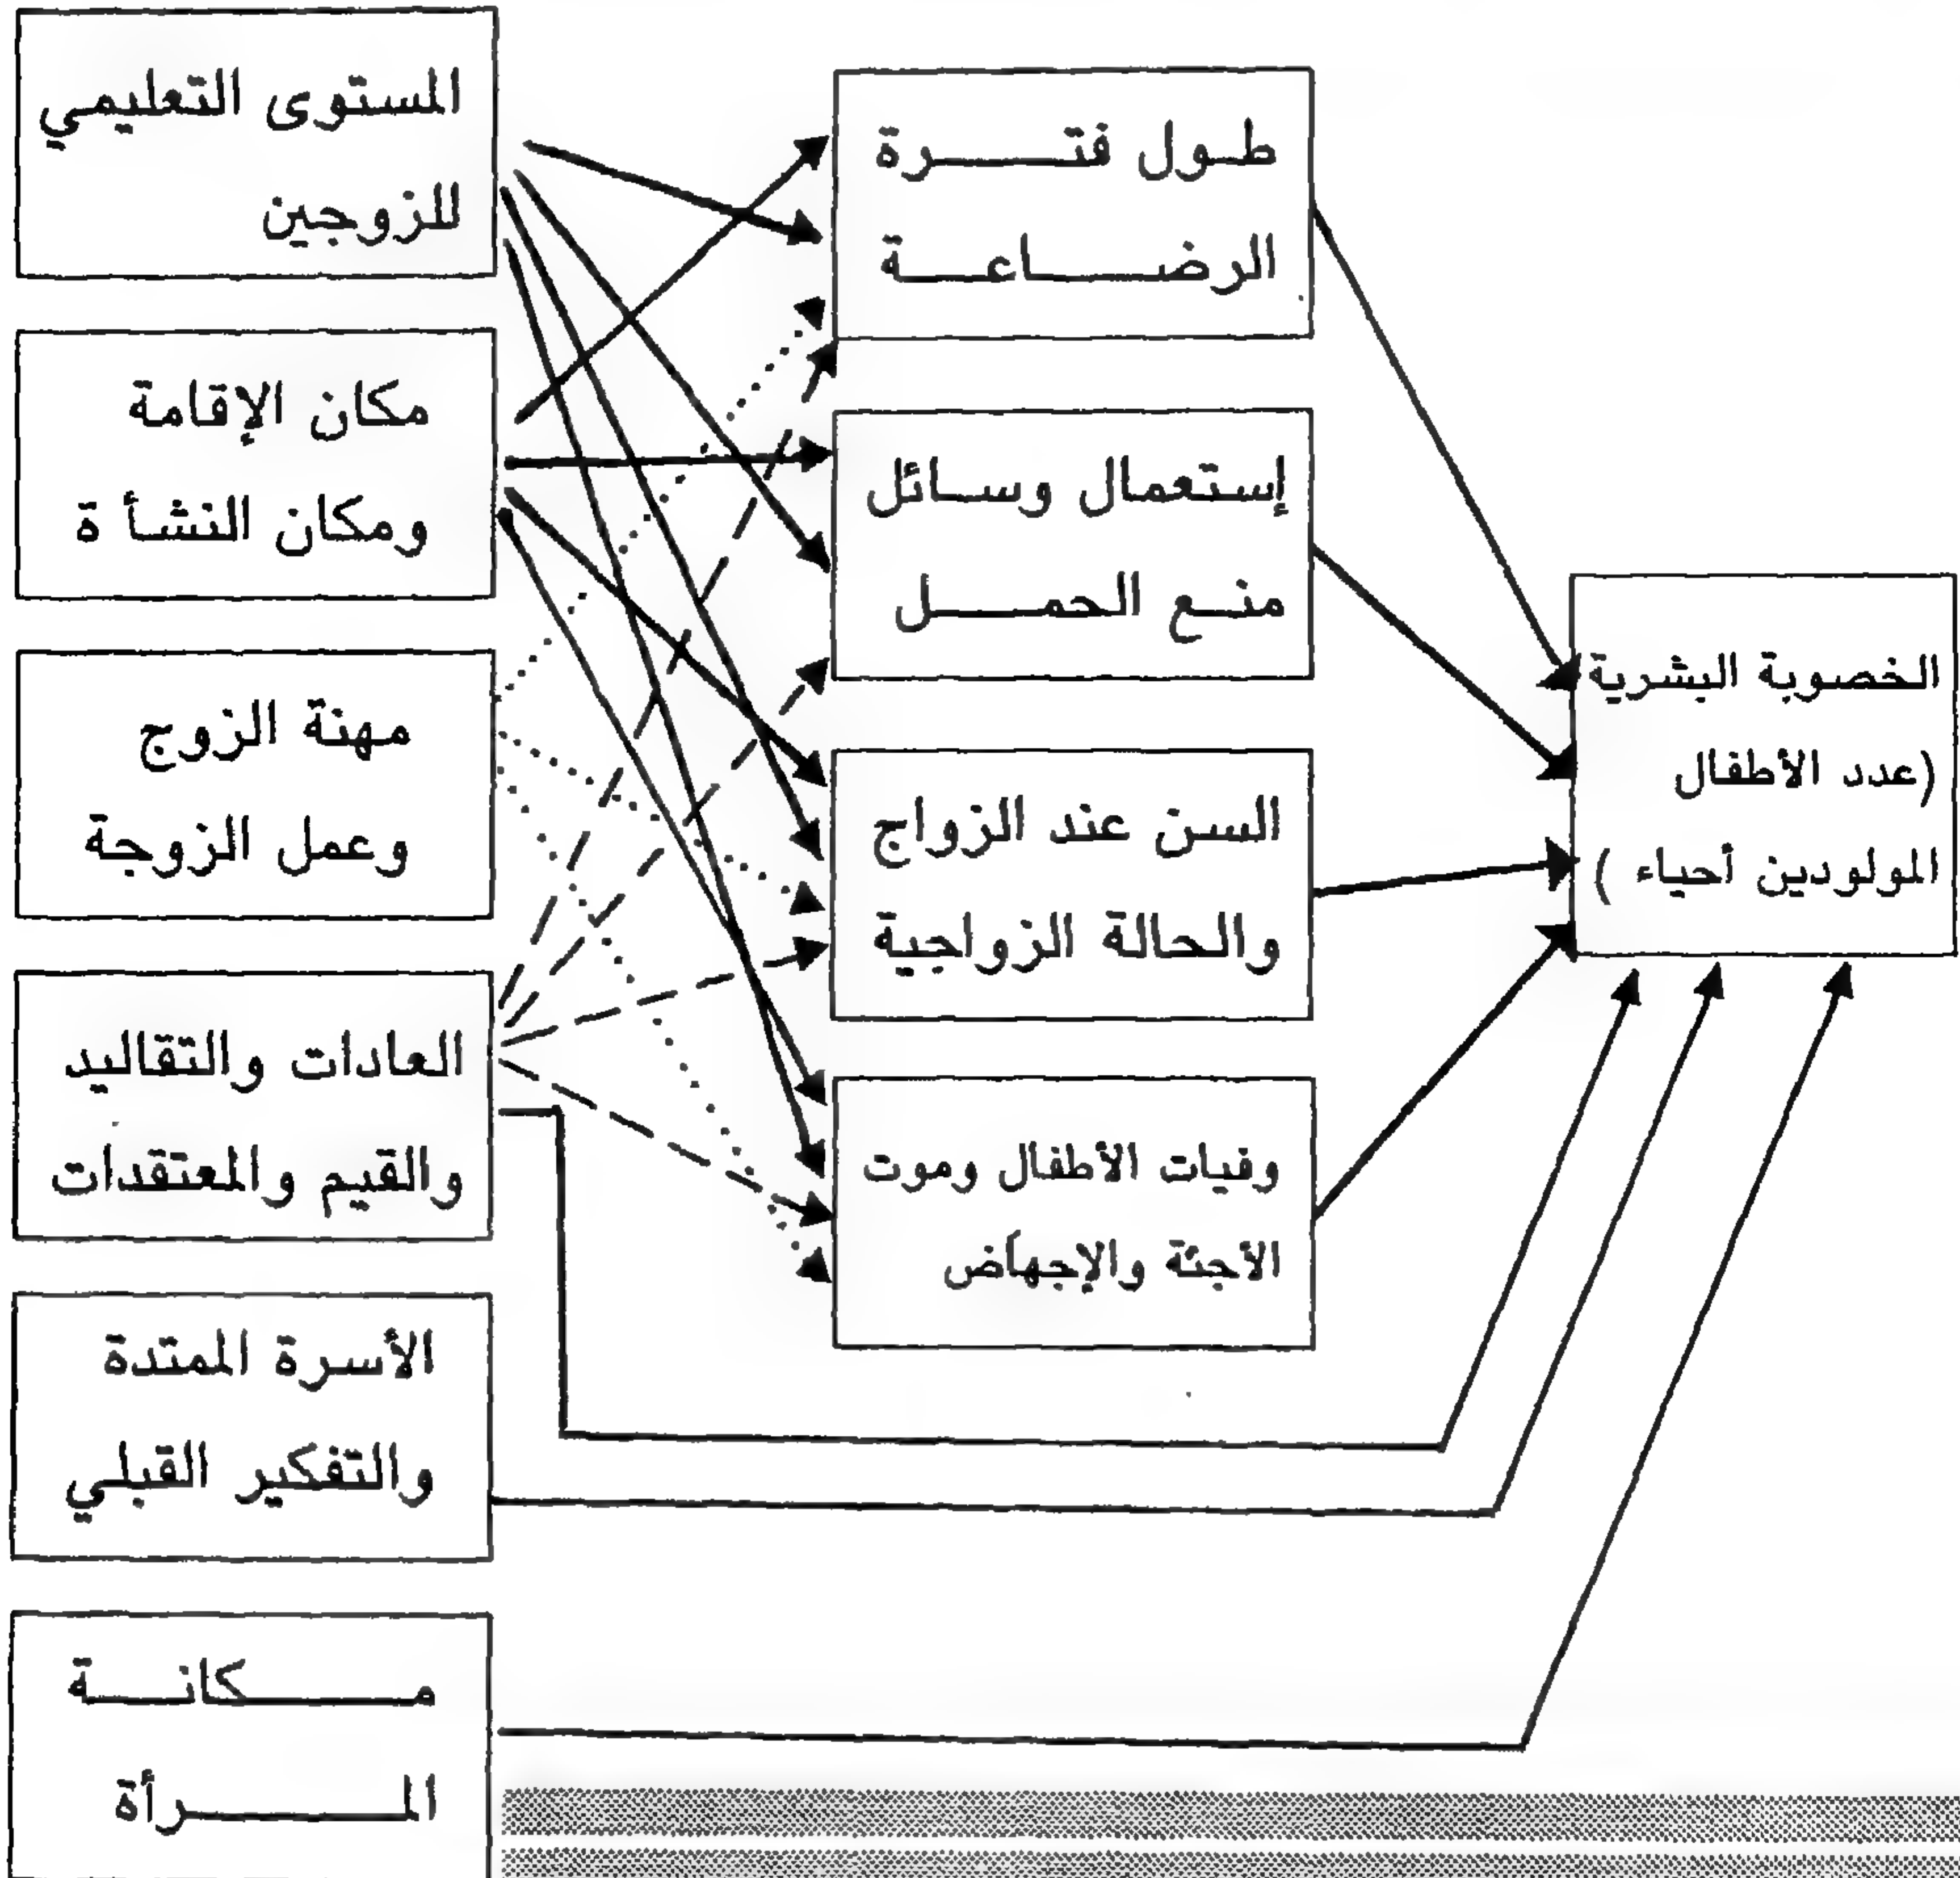 المستوى التعليمي
للزوجين
مكان الإقامة
ومكان النشأ ة
مهنة الزوج
وعمل الزوجة
العادات والتقاليد
والقيم والمعتقدات
الأسرة الممتدة
والتفكير القبلي
مكانة
المرأة
طول فترة
الرضاعة
إستعمال وسائل
منع الحمل
السن عند الزواج
والحالة الزواجية
وفيات الأطفال وموت
الأجنة والإجهاض
الخصوبة البشرية
(عدد الأطفال
المولودين أحياء )